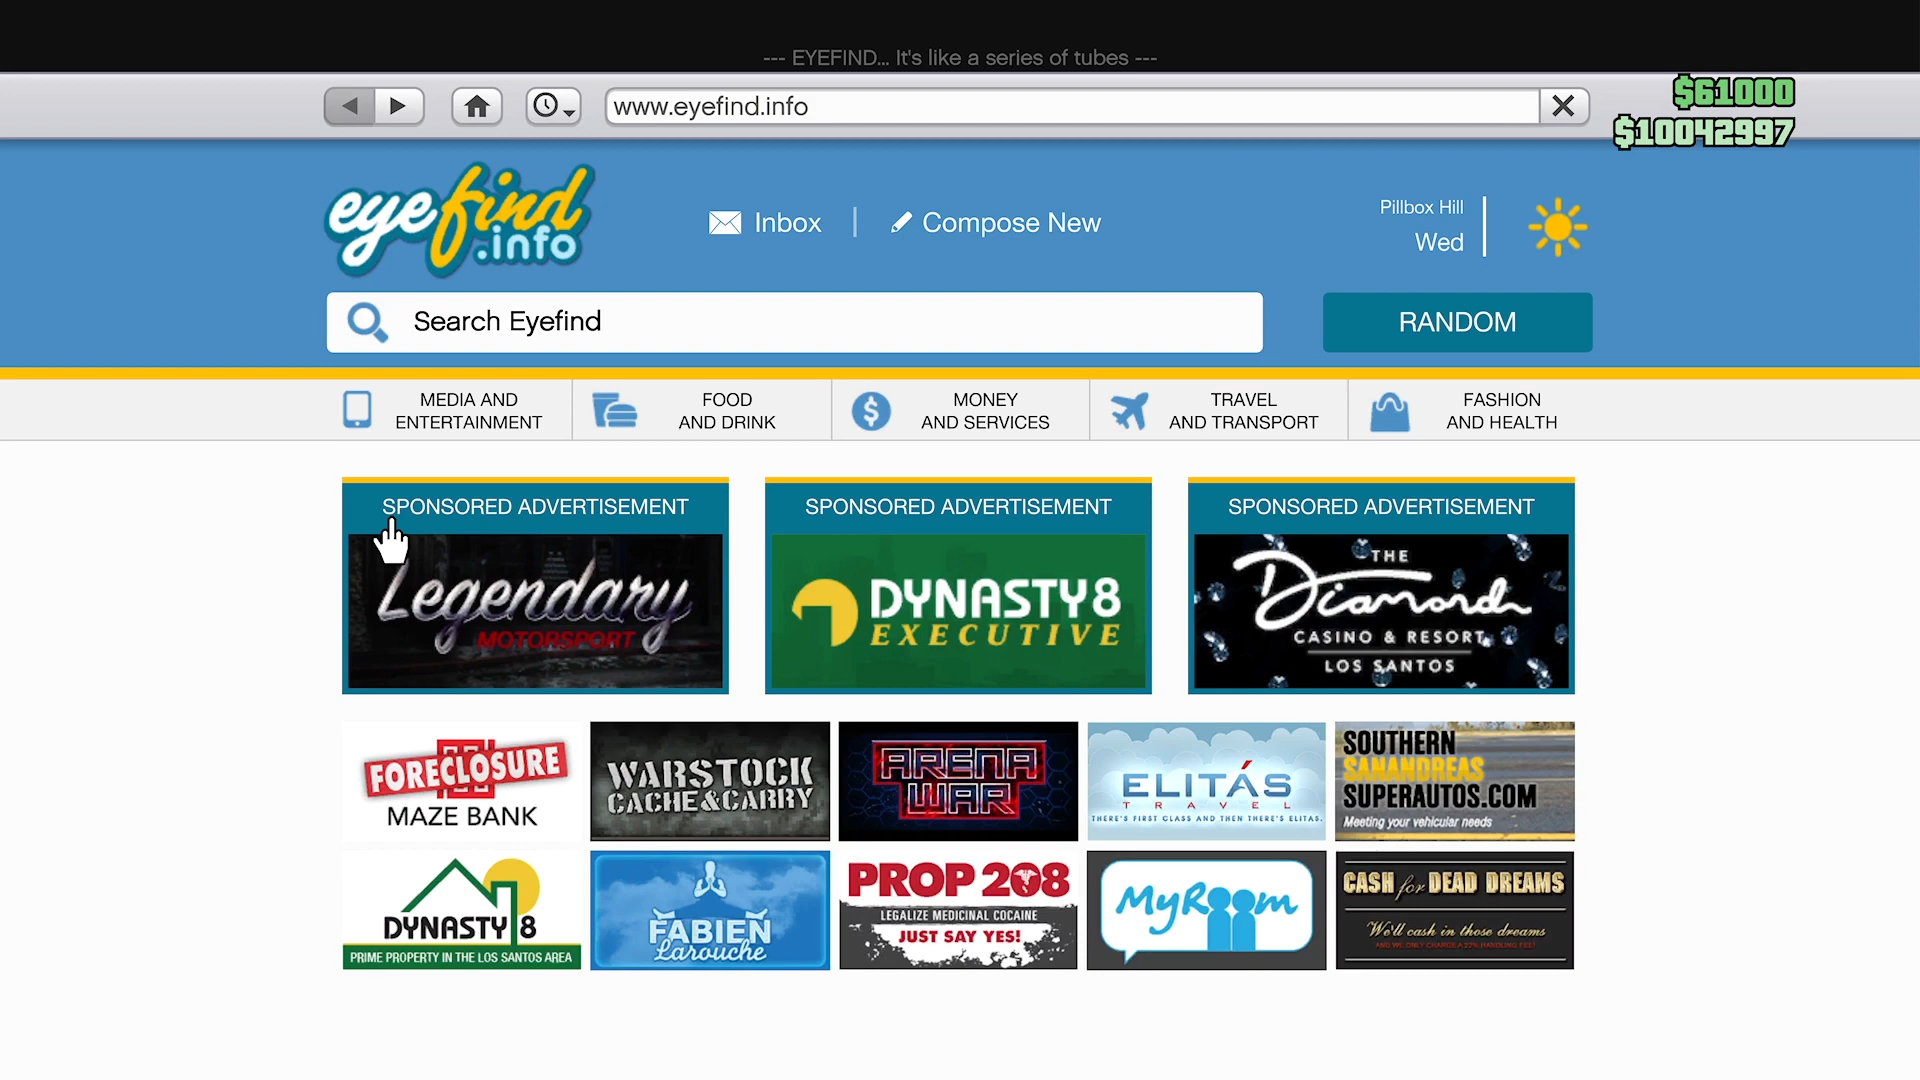 --- EYEFIND... It's like a series of tubes ---
www.eyefind.info
$61000
$10042997
eyefind
.info
Inbox
Compose New
Pillbox Hill
Wed
Search Eyefind
RANDOM
MEDIA AND
ENTERTAINMENT
FOOD
AND DRINK
MONEY
AND SERVICES
TRAVEL
AND TRANSPORT
FASHION
AND HEALTH
SPONSORED ADVERTISEMENT
Legendary
MOTORSPORT
SPONSORED ADVERTISEMENT
DYNASTY8
EXECUTIVE
SPONSORED ADVERTISEMENT
THE
Diamond
CASINO & RESORT
LOS SANTOS
FORECLOSURE
MAZE BANK
WARSTOCK
CACHE&CARRY
ARENA
WAR
ELITÁS
TRAVEL
THERE'S FIRST CLASS AND THEN THERE'S ELITAS.
SOUTHERN
SANANDREAS
SUPERAUTOS.COM
Meeting your vehicular needs
DYNASTY 8
PRIME PROPERTY IN THE LOS SANTOS AREA
FABIEN
Larouche
PROP 208
LEGALIZE MEDICINAL COCAINE
JUST SAY YES!
MyRoom
CASH for DEAD DREAMS
We'll cash in those dreams
AND WE ONLY CHARGE A 22% HANDLING FEE!